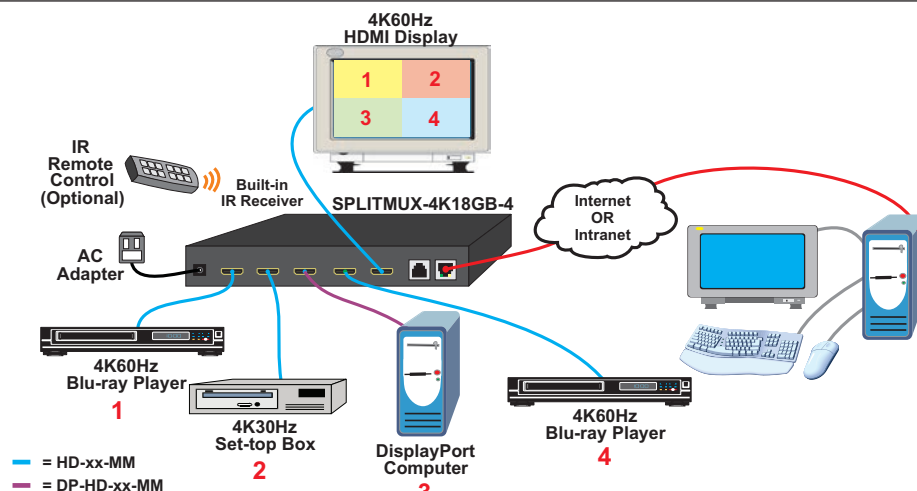 4K60Hz
HDMI Display
1
2
3
4
IR
Remote
Control
(Optional)
Built-in
IR Receiver
SPLITMUX-4K18GB-4
Internet
OR
Intranet
AC
Adapter
4K60Hz
Blu-ray Player
1
4K30Hz
Set-top Box
2
DisplayPort
Computer
3
4K60Hz
Blu-ray Player
4
= HD-xx-MM
= DP-HD-xx-MM